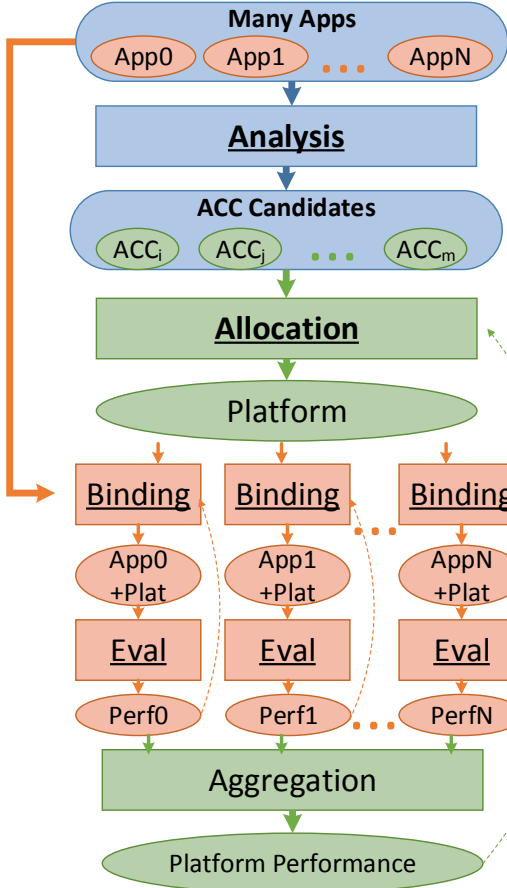 Many Apps
App0 App1 AppN
Analysis
ACC Candidates
ACCi ACCj ACCm
Allocation
Platform
Binding Binding Binding
App0 App1 AppN
+Plat +Plat +Plat
Eval Eval Eval
Perf0 Perf1 PerfN
Aggregation
Platform Performance